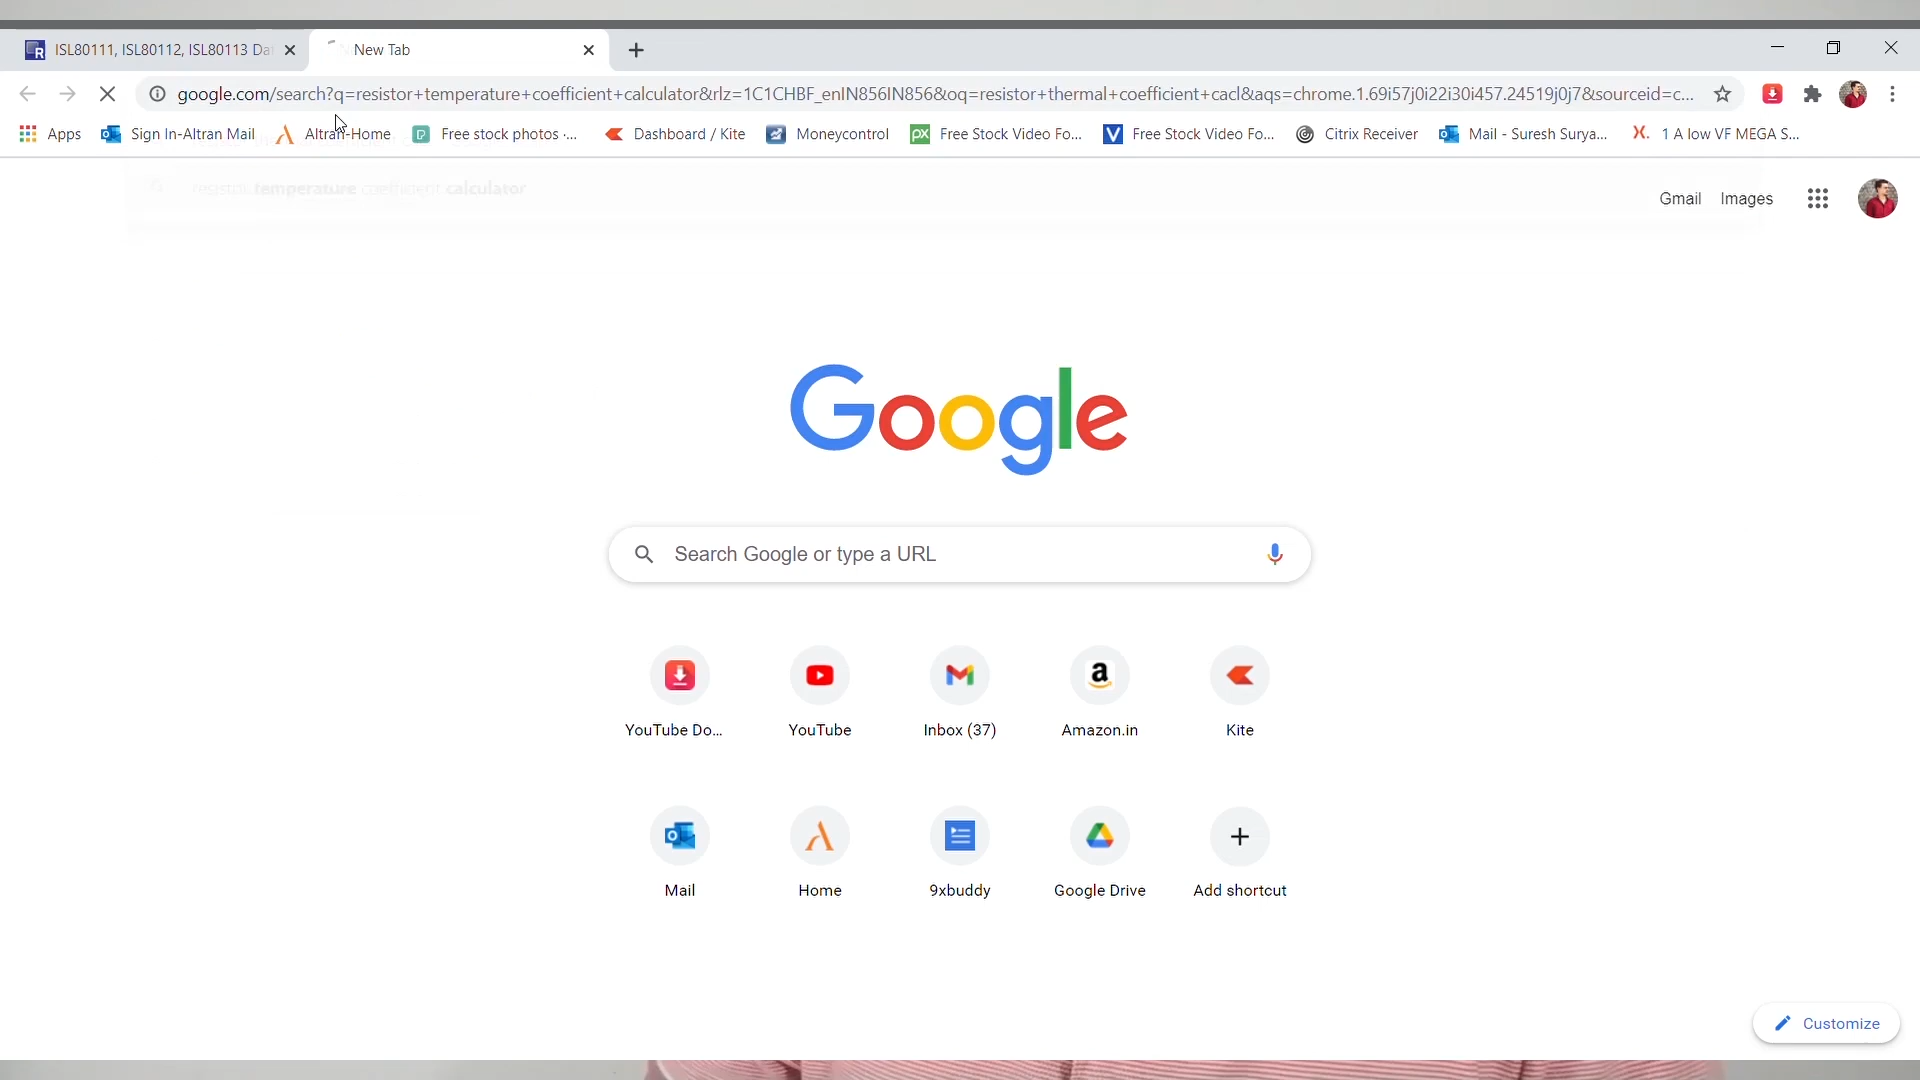 ISL80111, ISL80112, ISL80113 Da
New Tab
google.com/search?q=resistor+temperature+coefficient+calculator&rlz=1C1CHBF_enIN856IN856&oq=resistor+thermal+coefficient+cacl&aqs=chrome.1.69i57j0i22i30i457.24519j0j7&sourceid=c...
Apps Sign In-Altran Mail Altran-Home Free stock photos ·... Dashboard / Kite Moneycontrol Free Stock Video Fo... Free Stock Video Fo... Citrix Receiver Mail - Suresh Surya... 1 A low VF MEGA S...
resistor temperature coefficient calculator
Gmail Images
Google
Search Google or type a URL
YouTube Do... YouTube Inbox (37) Amazon.in Kite
Mail Home 9xbuddy Google Drive Add shortcut
Customize